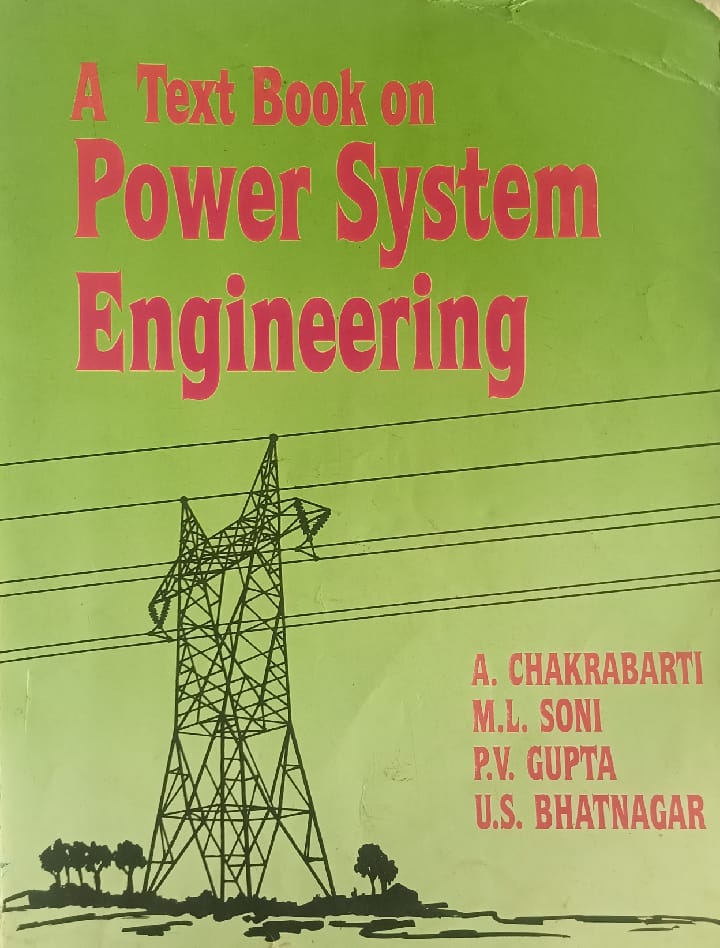 A Text Book on
Power System
Engineering
A. CHAKRABARTI
M.L. SONI
P.V. GUPTA
U.S. BHATNAGAR